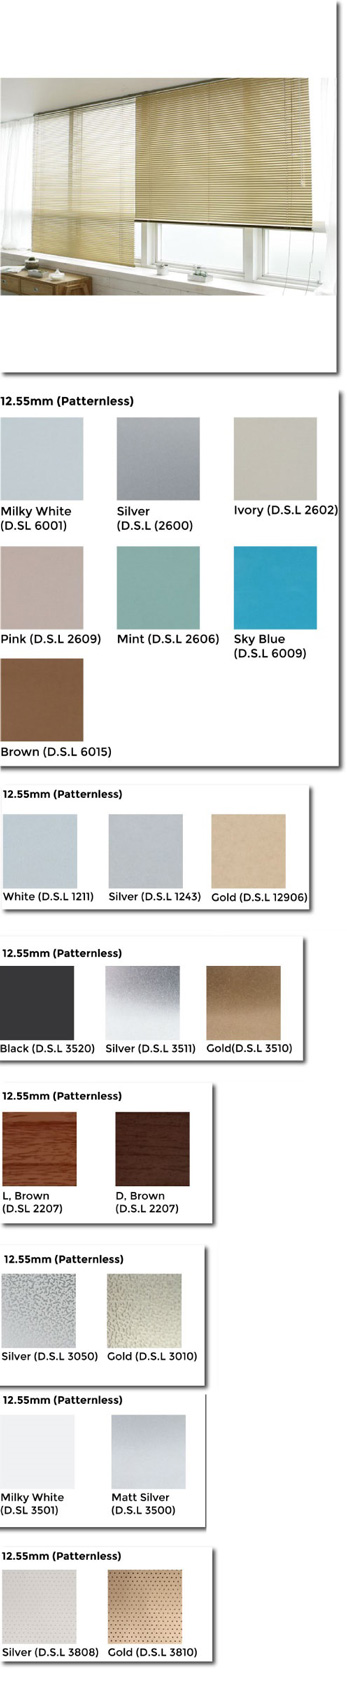 12.55mm (Patternless)
Milky White
(D.SL 6001)
Silver
(D.S.L (2600)
Ivory (D.S.L 2602)
Pink (D.S.L 2609)
Mint (D.S.L 2606)
Sky Blue
(D.S.L 6009)
Brown (D.S.L 6015)
12.55mm (Patternless)
White (D.S.L 1211)
Silver (D.S.L 1243)
Gold (D.S.L 12906)
12.55mm (Patternless)
Black (D.S.L 3520)
Silver (D.S.L 3511)
Gold(D.S.L 3510)
12.55mm (Patternless)
L, Brown
(D.SL 2207)
D, Brown
(D.S.L 2207)
12.55mm (Patternless)
Silver (D.S.L 3050)
Gold (D.S.L 3010)
12.55mm (Patternless)
Milky White
(D.SL 3501)
Matt Silver
(D.S.L 3500)
12.55mm (Patternless)
Silver (D.S.L 3808)
Gold (D.S.L 3810)